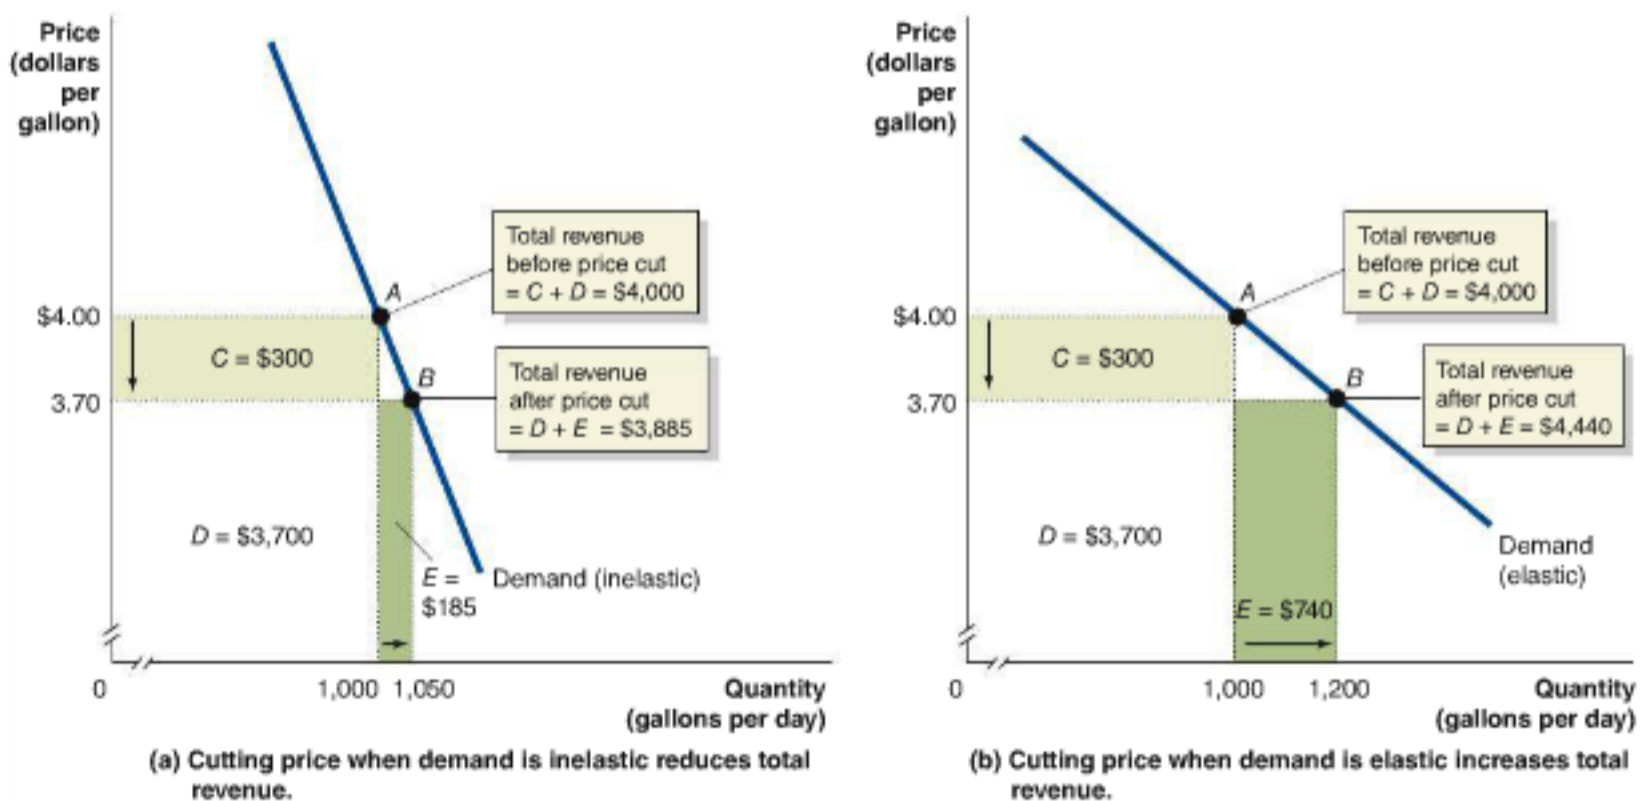 Price
(dollars
per
gallon)
A
Total revenue
before price cut
= C + D = $4,000
$4.00
C = $300
B
Total revenue
after price cut
= D + E = $3,885
3.70
D = $3,700
E =
$185
Demand (inelastic)
0
1,000
1,050
Quantity
(gallons per day)
(a) Cutting price when demand is inelastic reduces total
revenue.
Price
(dollars
per
gallon)
A
Total revenue
before price cut
= C + D = $4,000
$4.00
C = $300
B
Total revenue
after price cut
= D + E = $4,440
3.70
D = $3,700
Demand
(elastic)
E = $740
0
1,000
1,200
Quantity
(gallons per day)
(b) Cutting price when demand is elastic increases total
revenue.